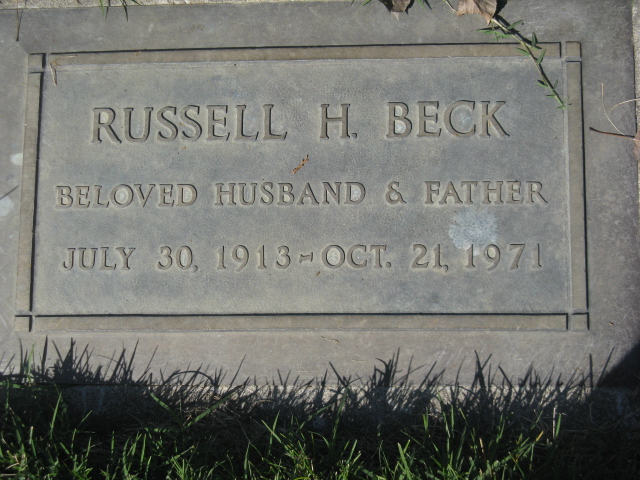 RUSSELL H. BECK
BELOVED HUSBAND & FATHER
JULY 30, 1913 - OCT. 21, 1971